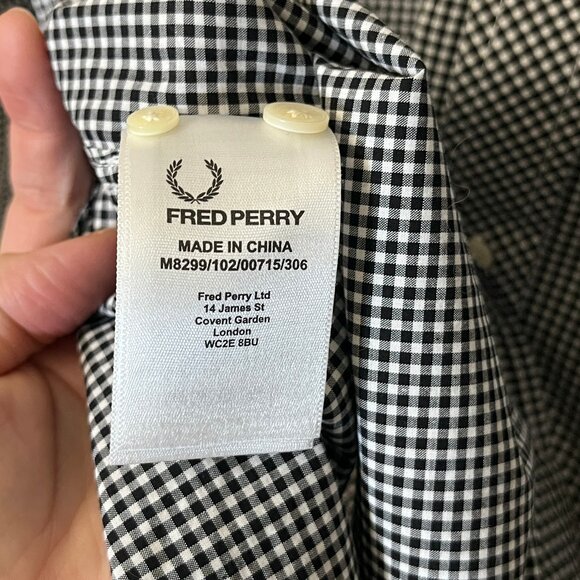 FRED PERRY
MADE IN CHINA
M8299/102/00715/306
Fred Perry Ltd
14 James St
Covent Garden
London
WC2E 8BU